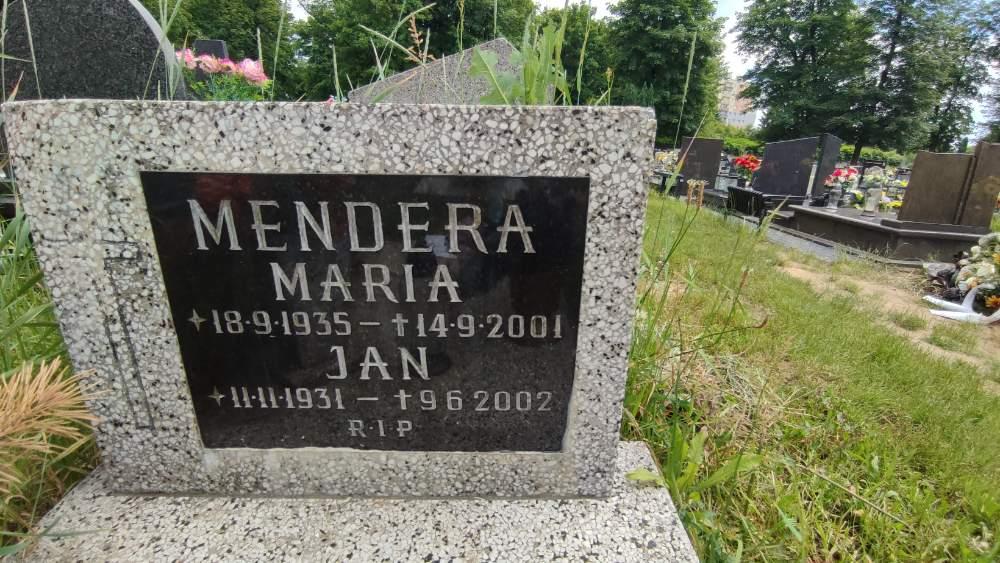 MENDERA
MARIA
+18·9·1935 – †14·9·2001
JAN
+11·11·1931 – †9 6 2002
R·I·P